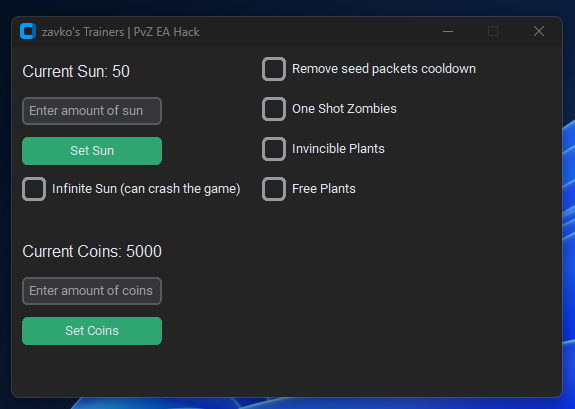 zavko's Trainers | PvZ EA Hack
Current Sun: 50
Enter amount of sun
Set Sun
Infinite Sun (can crash the game)
Current Coins: 5000
Enter amount of coins
Set Coins
Remove seed packets cooldown
One Shot Zombies
Invincible Plants
Free Plants